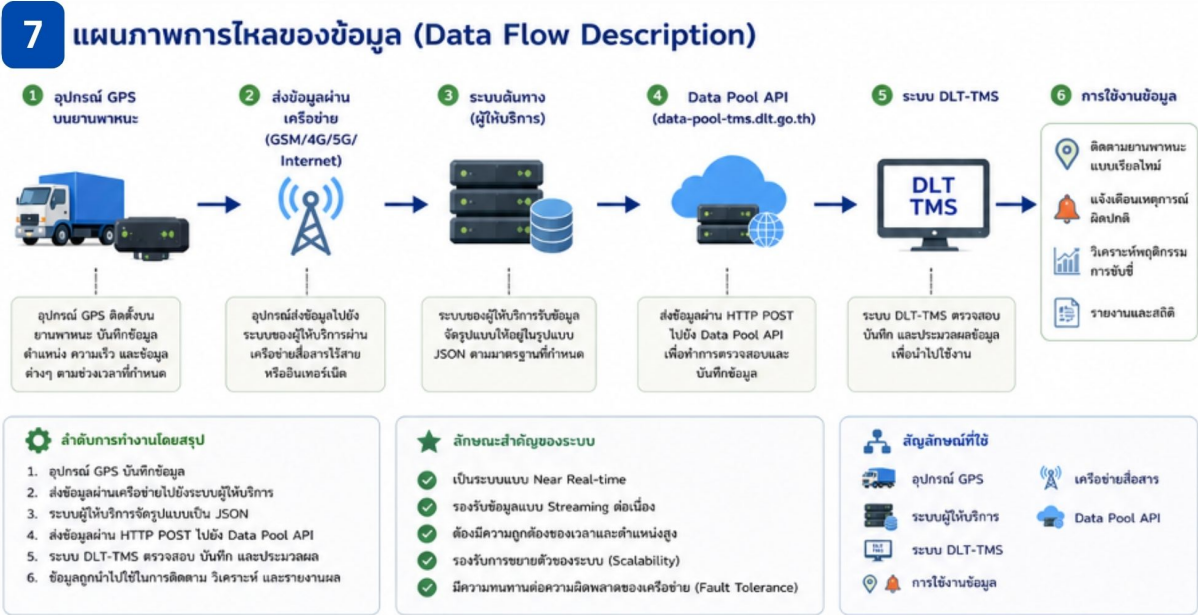 7
แผนภาพการไหลของข้อมูล (Data Flow Description)
1
อุปกรณ์ GPS
บนยานพาหนะ
2
ส่งข้อมูลผ่าน
เครือข่าย
(GSM/4G/5G/
Internet)
3
ระบบต้นทาง
(ผู้ให้บริการ)
4
Data Pool API
(data-pool-tms.dlt.go.th)
5
ระบบ DLT-TMS
6
การใช้งานข้อมูล
DLT
TMS
ติดตามยานพาหนะ
แบบเรียลไทม์
แจ้งเตือนเหตุการณ์
ผิดปกติ
วิเคราะห์พฤติกรรม
การขับขี่
รายงานและสถิติ
อุปกรณ์ GPS ติดตั้งบน
ยานพาหนะ บันทึกข้อมูล
ตำแหน่ง ความเร็ว และข้อมูล
ต่างๆ ตามช่วงเวลาที่กำหนด
อุปกรณ์ส่งข้อมูลไปยัง
ระบบของผู้ให้บริการผ่าน
เครือข่ายสื่อสารไร้สาย
หรืออินเทอร์เน็ต
ระบบของผู้ให้บริการรับข้อมูล
จัดรูปแบบให้อยู่ในรูปแบบ
JSON ตามมาตรฐานที่กำหนด
ส่งข้อมูลผ่าน HTTP POST
ไปยัง Data Pool API
เพื่อทำการตรวจสอบและ
บันทึกข้อมูล
ระบบ DLT-TMS ตรวจสอบ
บันทึก และประมวลผลข้อมูล
เพื่อนำไปใช้งาน
ลำดับการทำงานโดยสรุป
1. อุปกรณ์ GPS บันทึกข้อมูล
2. ส่งข้อมูลผ่านเครือข่ายไปยังระบบผู้ให้บริการ
3. ระบบผู้ให้บริการจัดรูปแบบเป็น JSON
4. ส่งข้อมูลผ่าน HTTP POST ไปยัง Data Pool API
5. ระบบ DLT-TMS ตรวจสอบ บันทึก และประมวลผล
6. ข้อมูลถูกนำไปใช้ในการติดตาม วิเคราะห์ และรายงานผล
ลักษณะสำคัญของระบบ
เป็นระบบแบบ Near Real-time
รองรับข้อมูลแบบ Streaming ต่อเนื่อง
ต้องมีความถูกต้องของเวลาและตำแหน่งสูง
รองรับการขยายตัวของระบบ (Scalability)
มีความทนทานต่อความผิดพลาดของเครือข่าย (Fault Tolerance)
สัญลักษณ์ที่ใช้
อุปกรณ์ GPS
เครือข่ายสื่อสาร
ระบบผู้ให้บริการ
Data Pool API
DLT
TMS
ระบบ DLT-TMS
การใช้งานข้อมูล